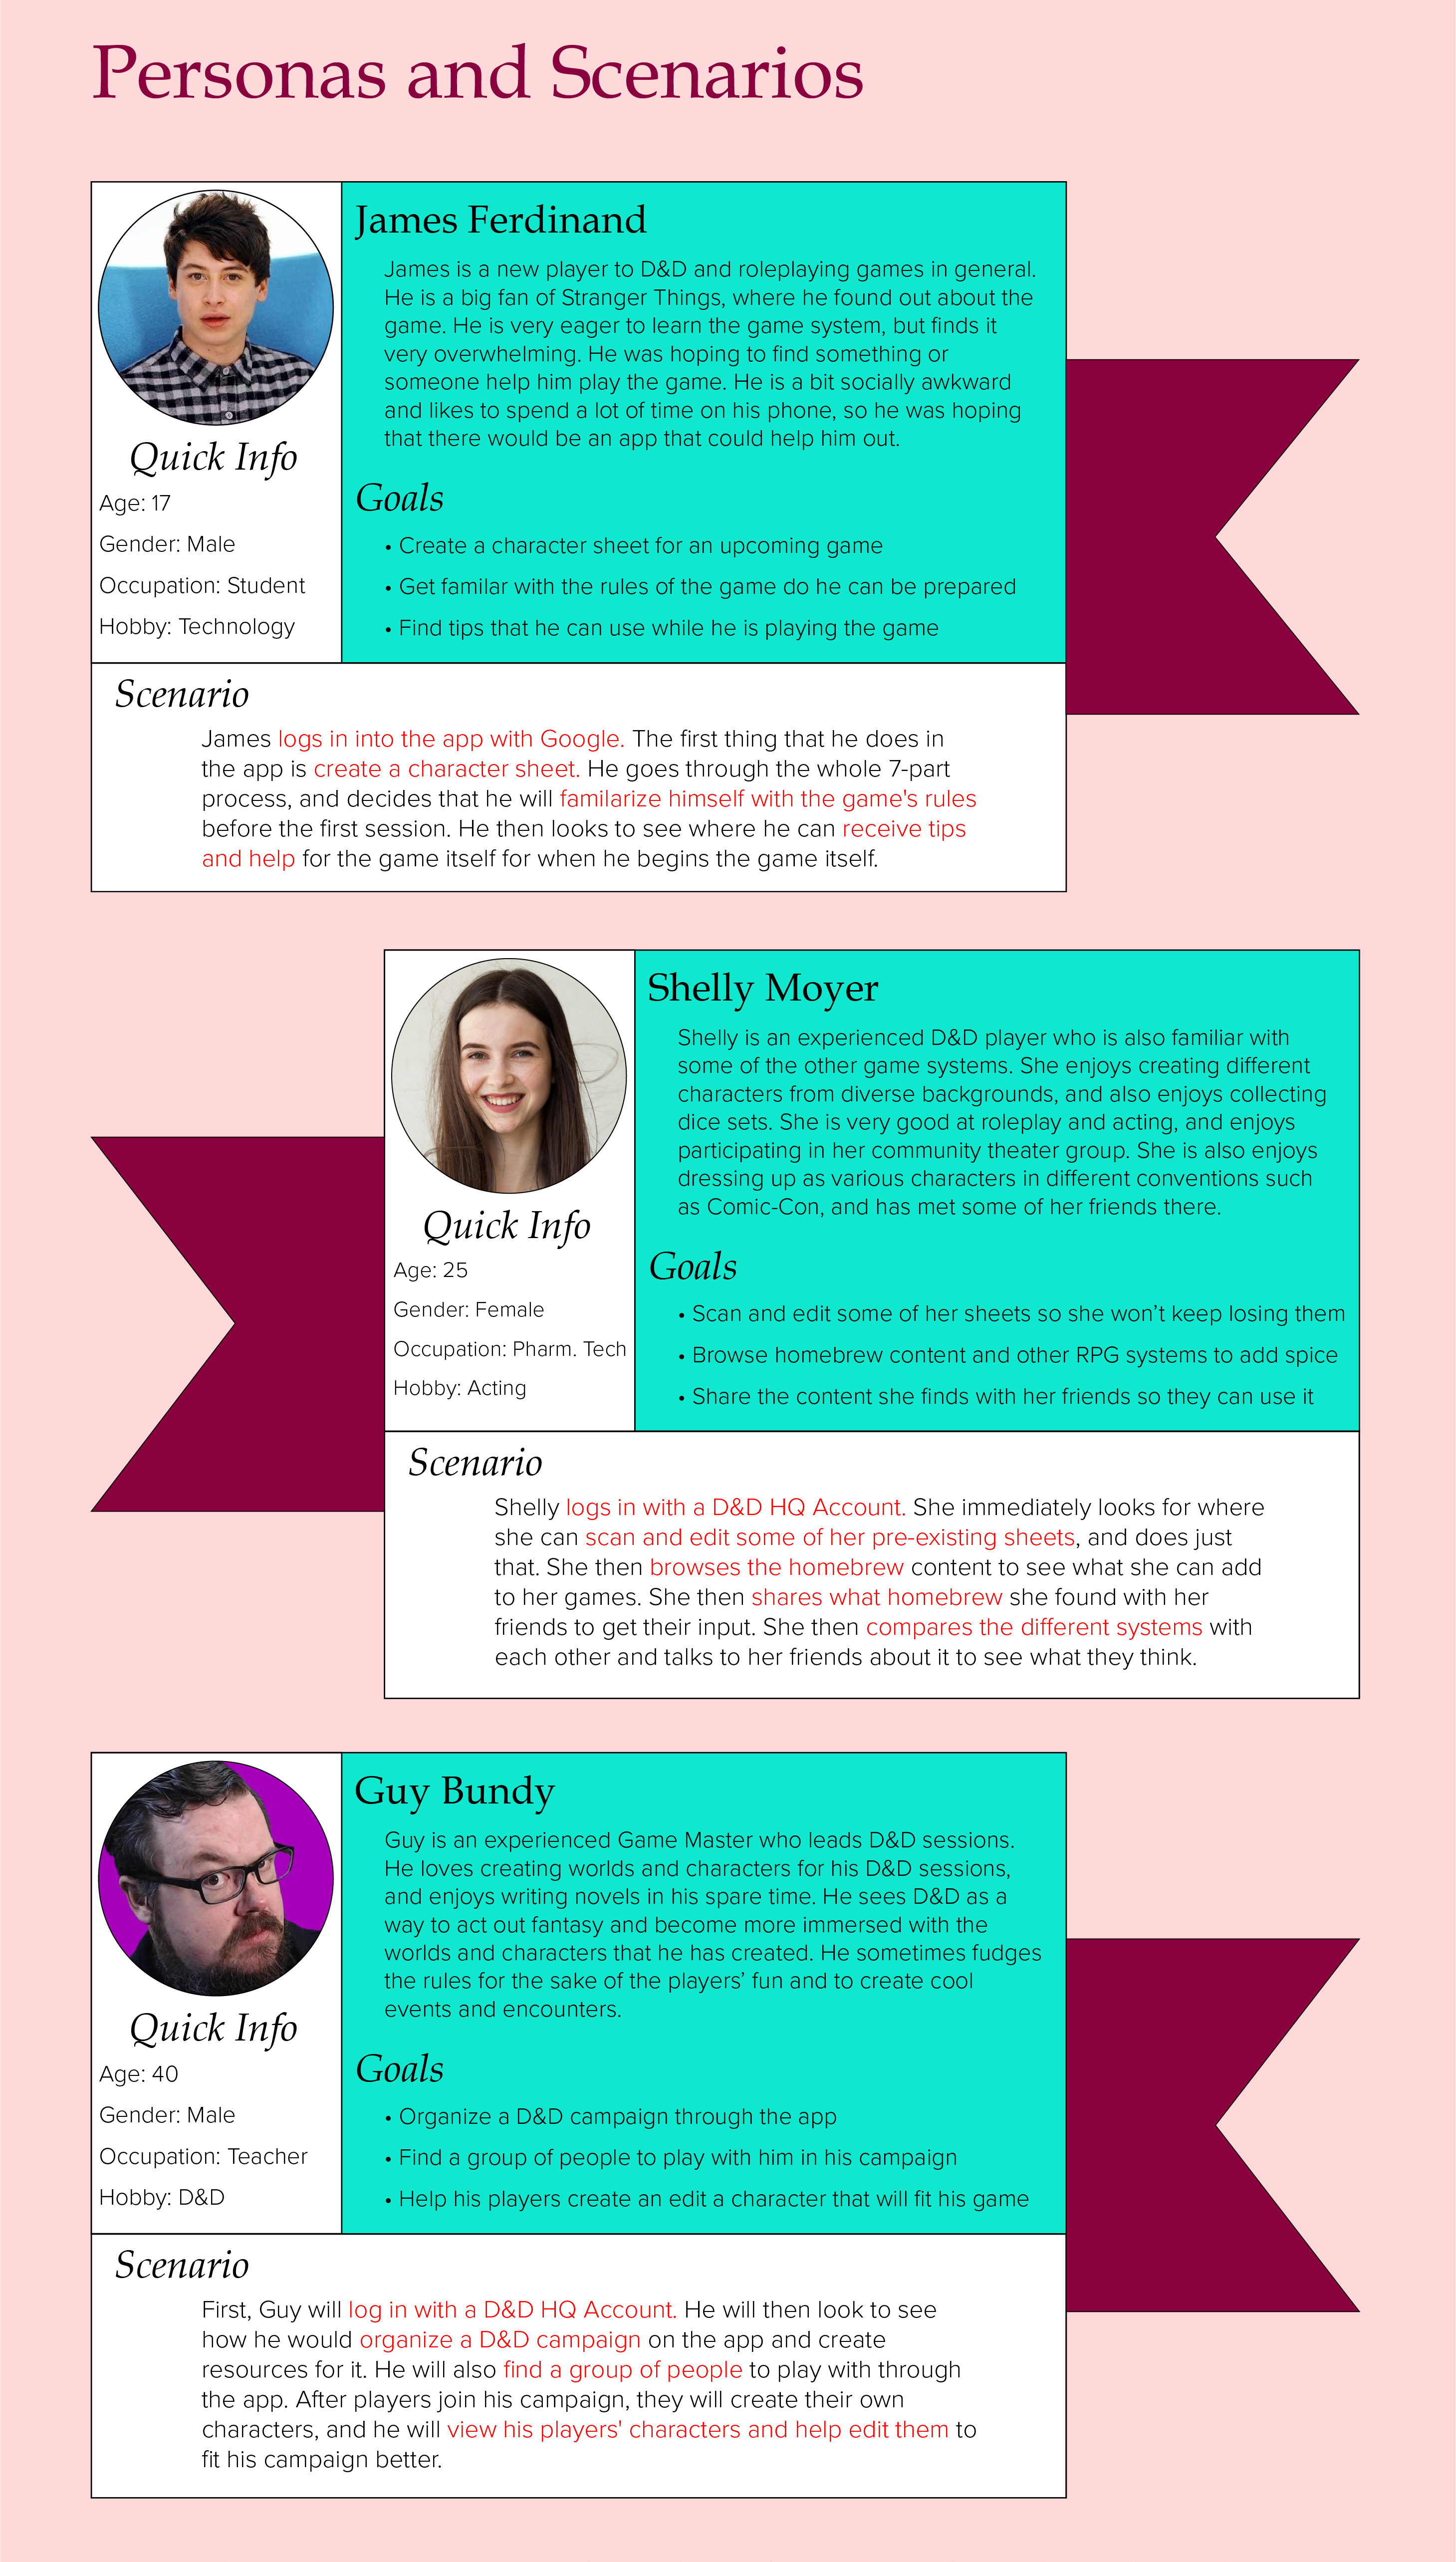 Personas and Scenarios
James Ferdinand
James is a new player to D&D and roleplaying games in general.
He is a big fan of Stranger Things, where he found out about the
game. He is very eager to learn the game system, but finds it
very overwhelming. He was hoping to find something or
someone help him play the game. He is a bit socially awkward
and likes to spend a lot of time on his phone, so he was hoping
that there would be an app that could help him out.
Quick Info
Age: 17
Gender: Male
Occupation: Student
Hobby: Technology
Goals
• Create a character sheet for an upcoming game
• Get familar with the rules of the game do he can be prepared
• Find tips that he can use while he is playing the game
Scenario
James logs in into the app with Google. The first thing that he does in
the app is create a character sheet. He goes through the whole 7-part
process, and decides that he will familarize himself with the game's rules
before the first session. He then looks to see where he can receive tips
and help for the game itself for when he begins the game itself.
Shelly Moyer
Shelly is an experienced D&D player who is also familiar with
some of the other game systems. She enjoys creating different
characters from diverse backgrounds, and also enjoys collecting
dice sets. She is very good at roleplay and acting, and enjoys
participating in her community theater group. She is also enjoys
dressing up as various characters in different conventions such
as Comic-Con, and has met some of her friends there.
Quick Info
Age: 25
Gender: Female
Occupation: Pharm. Tech
Hobby: Acting
Goals
• Scan and edit some of her sheets so she won’t keep losing them
• Browse homebrew content and other RPG systems to add spice
• Share the content she finds with her friends so they can use it
Scenario
Shelly logs in with a D&D HQ Account. She immediately looks for where
she can scan and edit some of her pre-existing sheets, and does just
that. She then browses the homebrew content to see what she can add
to her games. She then shares what homebrew she found with her
friends to get their input. She then compares the different systems with
each other and talks to her friends about it to see what they think.
Guy Bundy
Guy is an experienced Game Master who leads D&D sessions.
He loves creating worlds and characters for his D&D sessions,
and enjoys writing novels in his spare time. He sees D&D as a
way to act out fantasy and become more immersed with the
worlds and characters that he has created. He sometimes fudges
the rules for the sake of the players’ fun and to create cool
events and encounters.
Quick Info
Age: 40
Gender: Male
Occupation: Teacher
Hobby: D&D
Goals
• Organize a D&D campaign through the app
• Find a group of people to play with him in his campaign
• Help his players create an edit a character that will fit his game
Scenario
First, Guy will log in with a D&D HQ Account. He will then look to see
how he would organize a D&D campaign on the app and create
resources for it. He will also find a group of people to play with through
the app. After players join his campaign, they will create their own
characters, and he will view his players' characters and help edit them to
fit his campaign better.